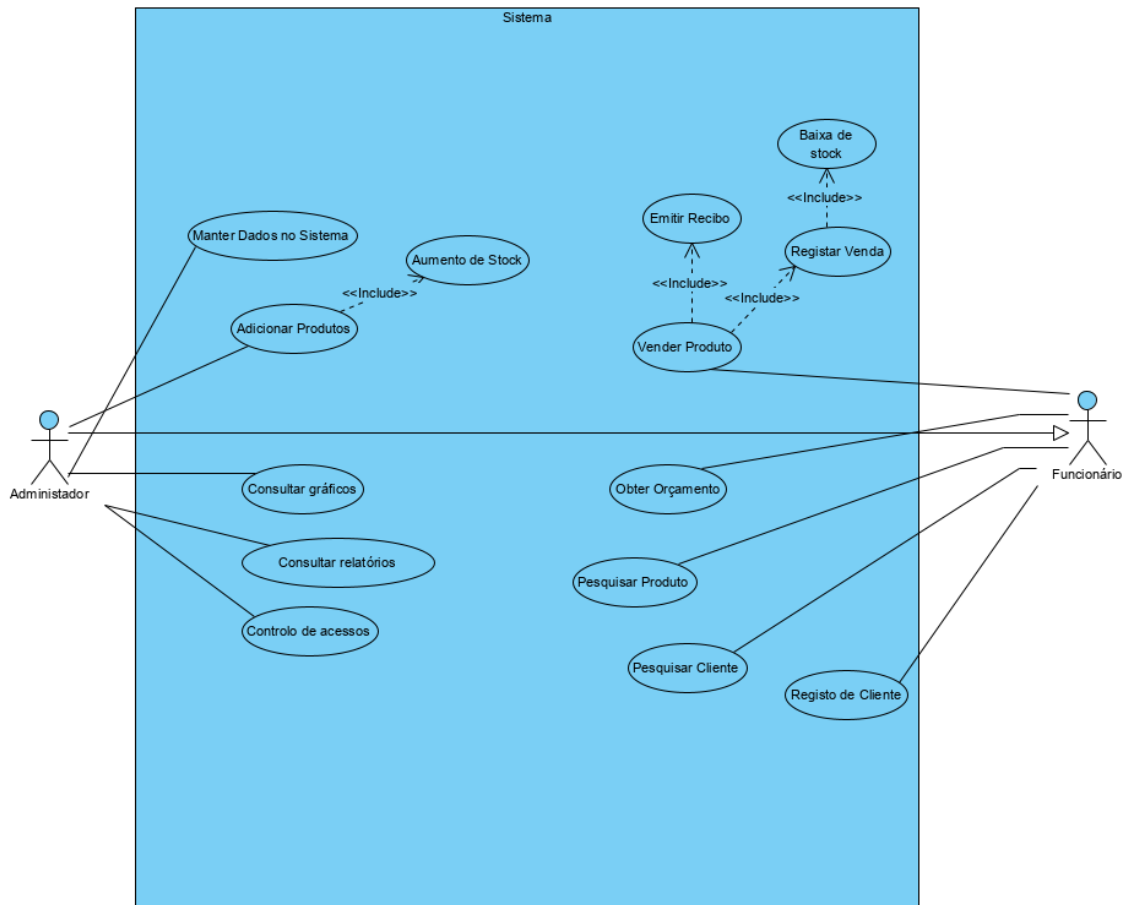 Sistema
Baixa de
stock
<<Include>>
Emitir Recibo
Manter Dados no Sistema
Registar Venda
Aumento de Stock
<<Include>>
<<Include>>
<<Include>>
Adicionar Produtos
Vender Produto
Administador
Funcionário
Consultar gráficos
Obter Orçamento
Consultar relatórios
Pesquisar Produto
Controlo de acessos
Pesquisar Cliente
Registo de Cliente